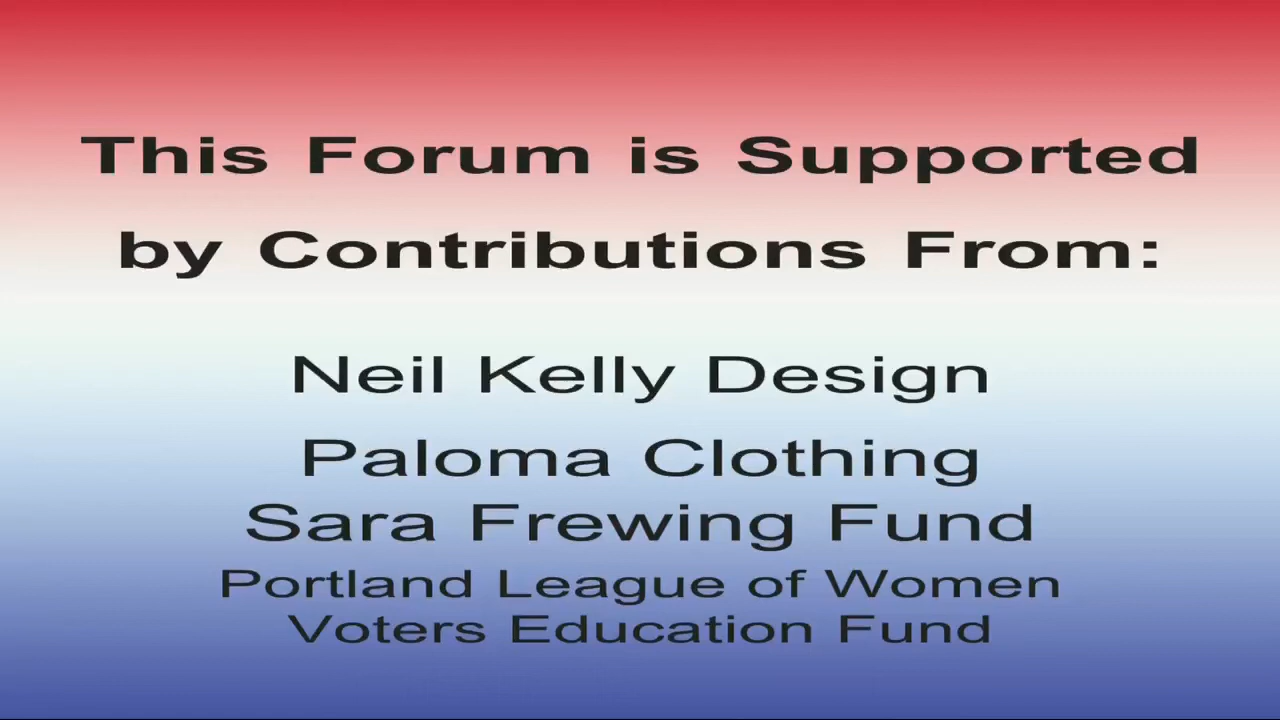 This Forum is Supported
by Contributions From:
Neil Kelly Design
Paloma Clothing
Sara Frewing Fund
Portland League of Women
Voters Education Fund